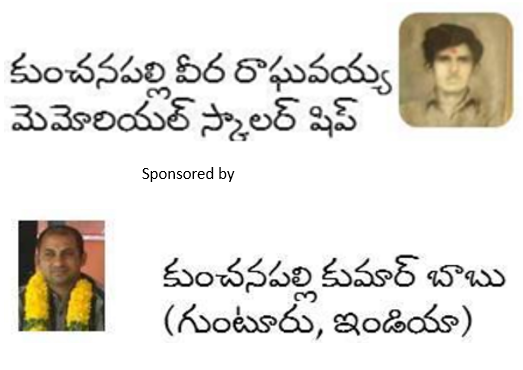 కుంచనపల్లి వీర రాఘవయ్య
మెమోరియల్ స్కాలర్ షిప్
Sponsored by
కుంచనపల్లి కుమార్ బాబు
(గుంటూరు, ఇండియా)